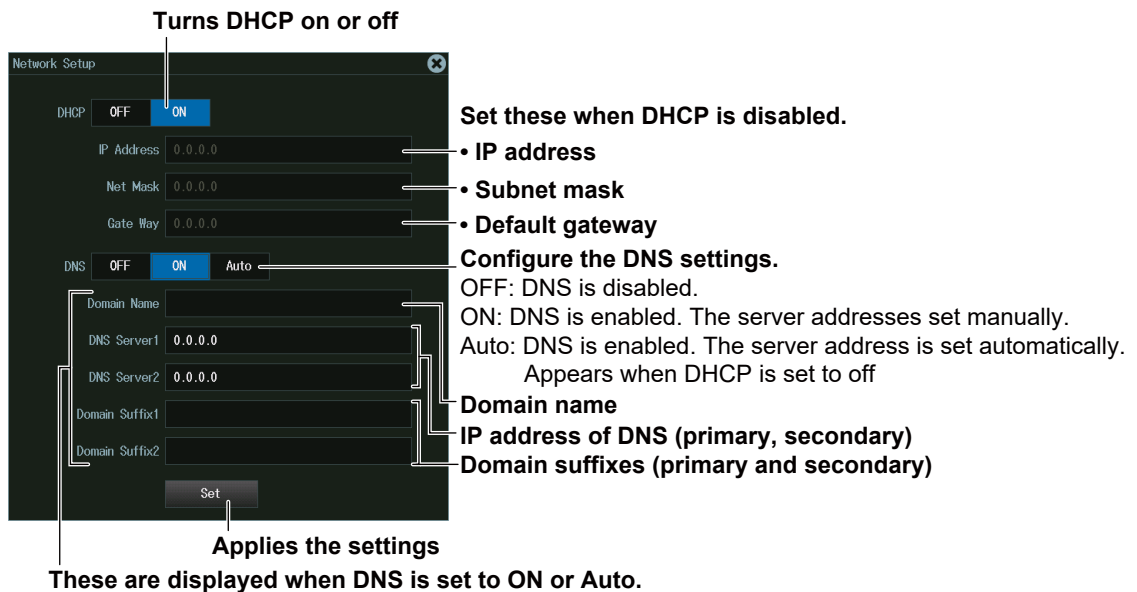 Turns DHCP on or off
Network Setup
DHCP OFF ON
Set these when DHCP is disabled.
IP Address 0.0.0.0
• IP address
Net Mask 0.0.0.0
• Subnet mask
Gate Way 0.0.0.0
• Default gateway
DNS OFF ON Auto
Configure the DNS settings.
OFF: DNS is disabled.
ON: DNS is enabled. The server addresses set manually.
Auto: DNS is enabled. The server address is set automatically.
Appears when DHCP is set to off
Domain Name
DNS Server1 0.0.0.0
DNS Server2 0.0.0.0
Domain Suffix1
Domain Suffix2
Domain name
IP address of DNS (primary, secondary)
Domain suffixes (primary and secondary)
Set
Applies the settings
These are displayed when DNS is set to ON or Auto.